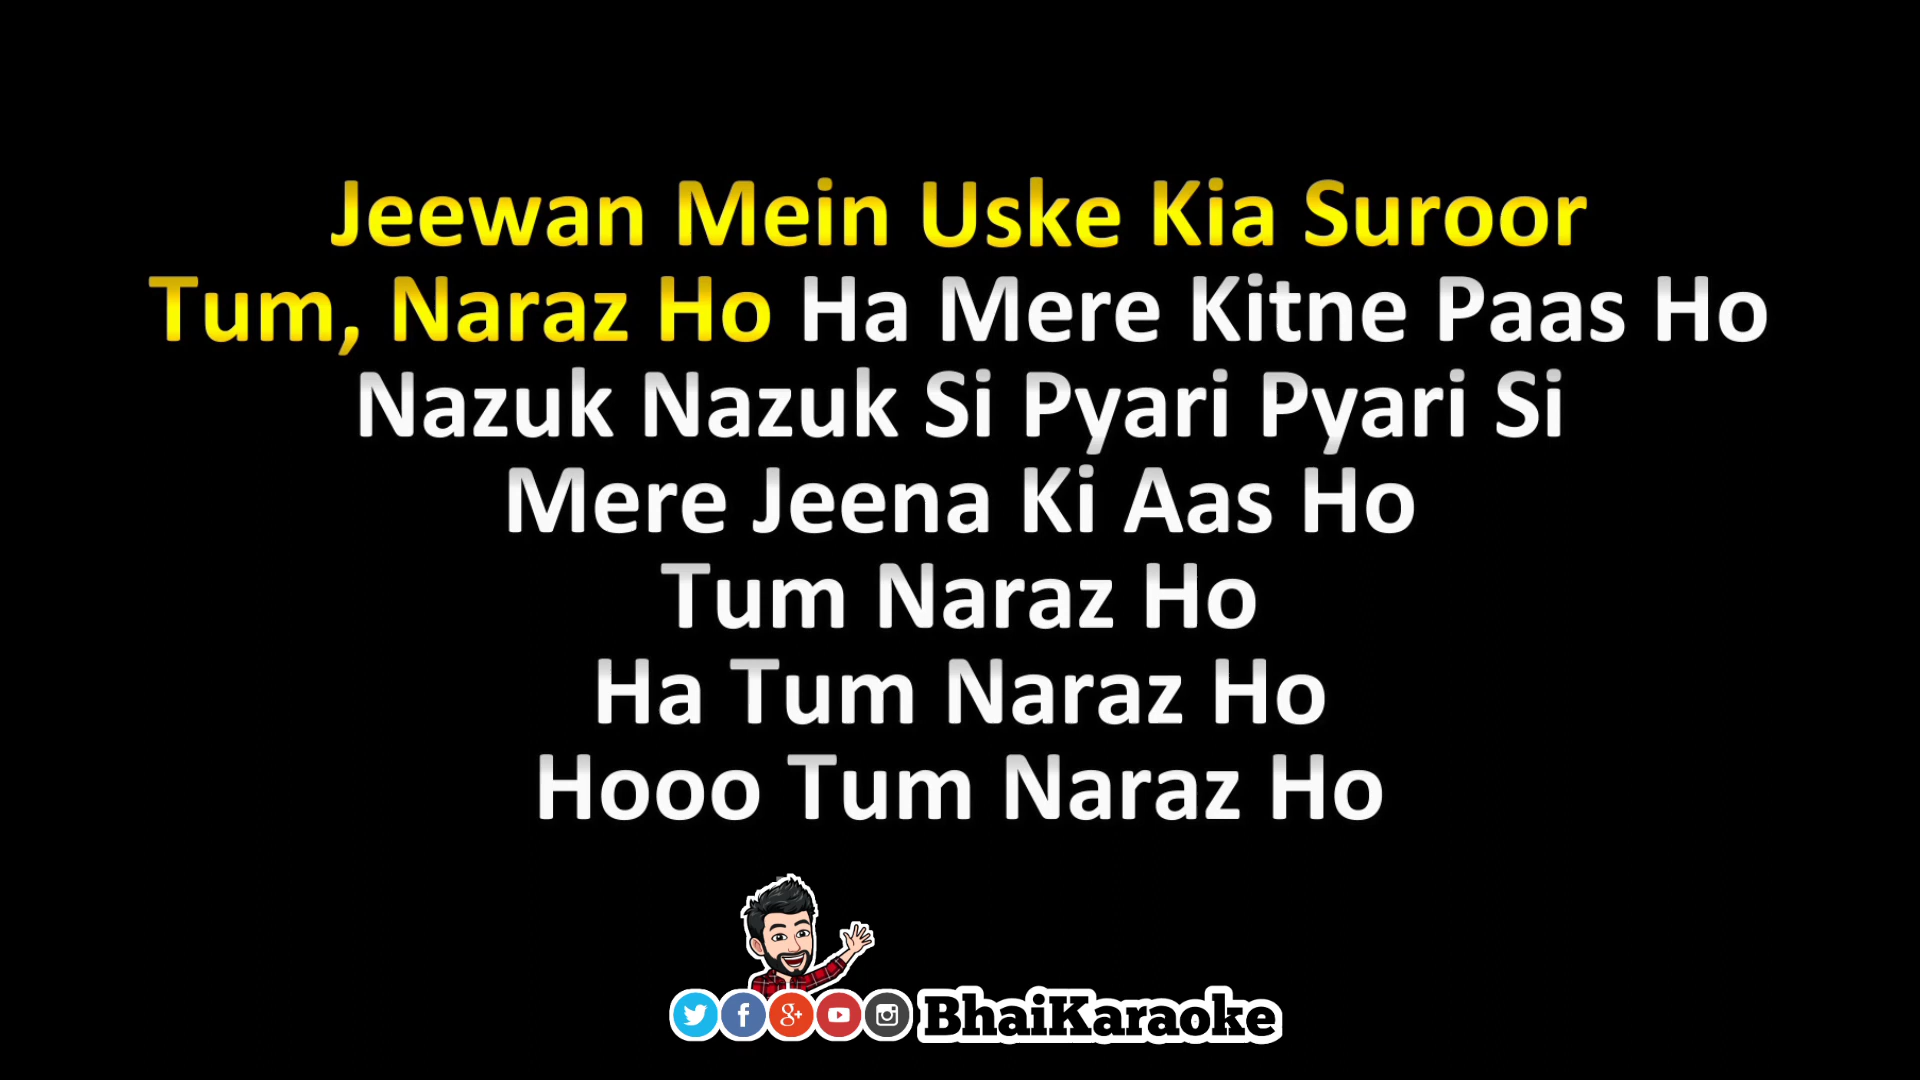 Jeewan Mein Uske Kia Suroor
Tum, Naraz Ho Ha Mere Kitne Paas Ho
Nazuk Nazuk Si Pyari Pyari Si
Mere Jeena Ki Aas Ho
Tum Naraz Ho
Ha Tum Naraz Ho
Hooo Tum Naraz Ho
BhaiKaraoke